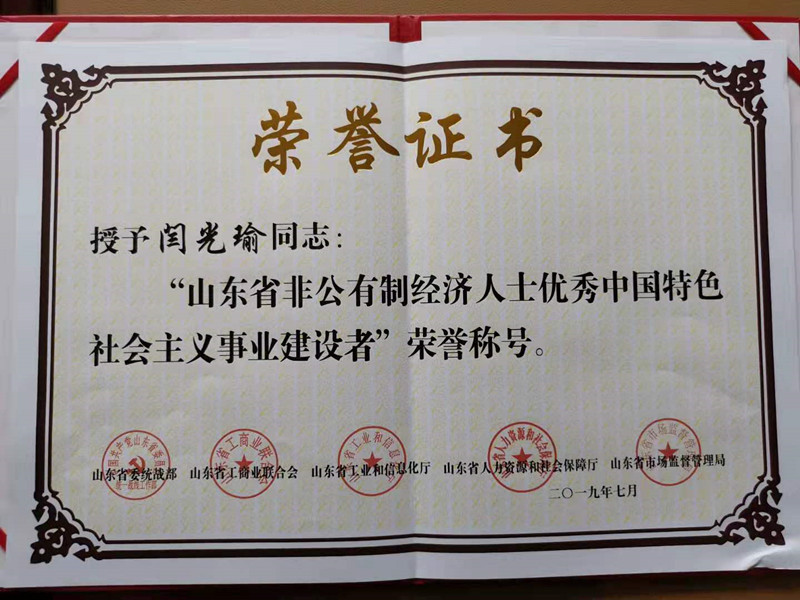 荣誉证书
授予闫光瑜同志：
“山东省非公有制经济人士优秀中国特色
社会主义事业建设者”荣誉称号。
山东省委统战部 山东省工商业联合会 山东省工业和信息化厅 山东省人力资源和社会保障厅 山东省市场监督管理局
二〇一九年七月